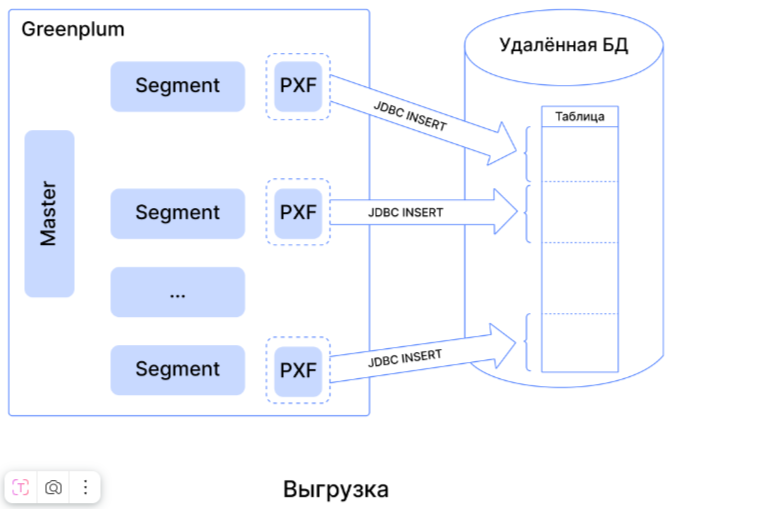 Greenplum
Удалённая БД
Segment
PXF
JDBC INSERT
Таблица
Master
Segment
PXF
JDBC INSERT
...
Segment
PXF
JDBC INSERT
Выгрузка